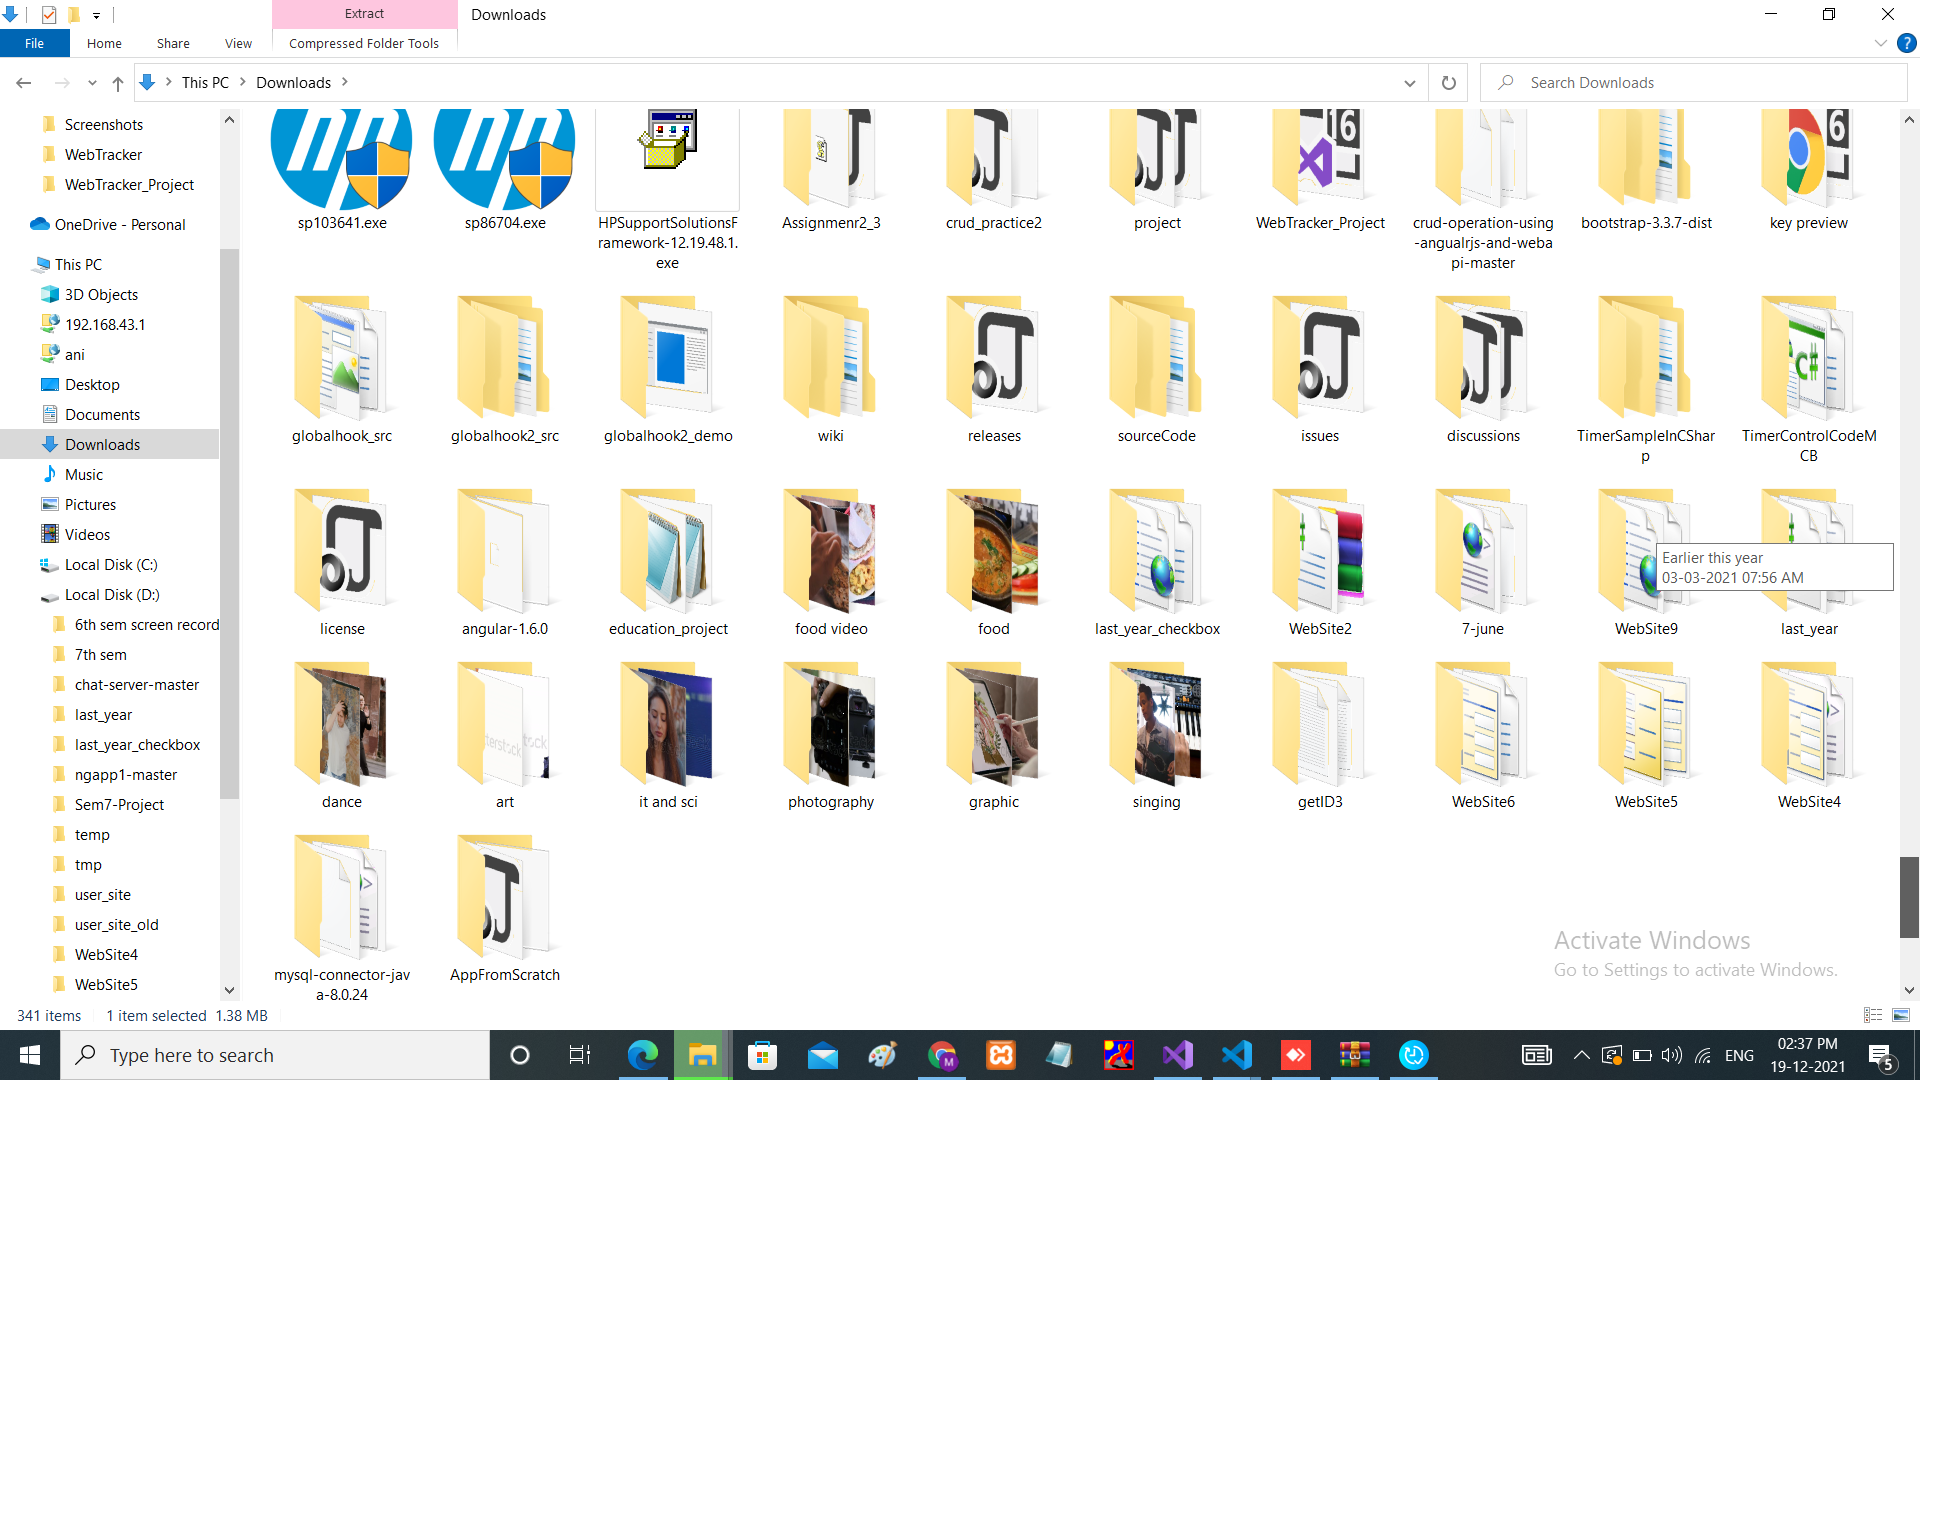 Extract
Downloads
File
Home
Share
View
Compressed Folder Tools
This PC
Downloads
Search Downloads
Screenshots
WebTracker
WebTracker_Project
OneDrive - Personal
This PC
3D Objects
192.168.43.1
ani
Desktop
Documents
Downloads
Music
Pictures
Videos
Local Disk (C:)
Local Disk (D:)
6th sem screen record
7th sem
chat-server-master
last_year
last_year_checkbox
ngapp1-master
Sem7-Project
temp
tmp
user_site
user_site_old
WebSite4
WebSite5
sp103641.exe
sp86704.exe
HPSupportSolutionsF
ramework-12.19.48.1.
exe
Assignmenr2_3
crud_practice2
project
WebTracker_Project
crud-operation-using
-angualrjs-and-weba
pi-master
bootstrap-3.3.7-dist
key preview
globalhook_src
globalhook2_src
globalhook2_demo
wiki
releases
sourceCode
issues
discussions
TimerSampleInCShar
p
TimerControlCodeM
CB
license
angular-1.6.0
education_project
food video
food
last_year_checkbox
WebSite2
7-june
WebSite9
last_year
Earlier this year
03-03-2021 07:56 AM
dance
art
it and sci
photography
graphic
singing
getID3
WebSite6
WebSite5
WebSite4
mysql-connector-jav
a-8.0.24
AppFromScratch
Activate Windows
Go to Settings to activate Windows.
341 items
1 item selected 1.38 MB
Type here to search
ENG
02:37 PM
19-12-2021
5